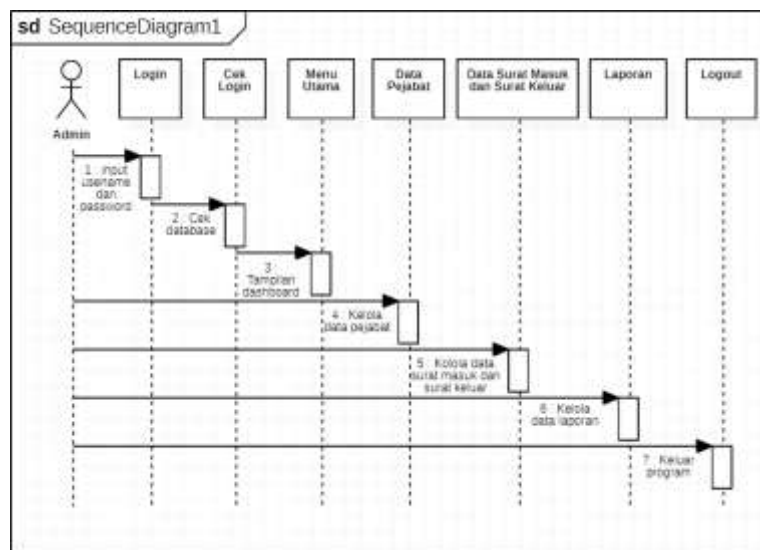 sd SequenceDiagram1
Login
Cek
Login
Menu
Utama
Data
Pejabat
Data Surat Masuk
dan Surat Keluar
Laporan
Logout
Admin
1 : input
username
dan
password
2 : Cek
database
3 :
Tampilan
dashboard
4 : Kelola
data pejabat
5 : Kolola data
surat masuk dan
surat keluar
6 : Kelola
data laporan
7 : Keluar
program